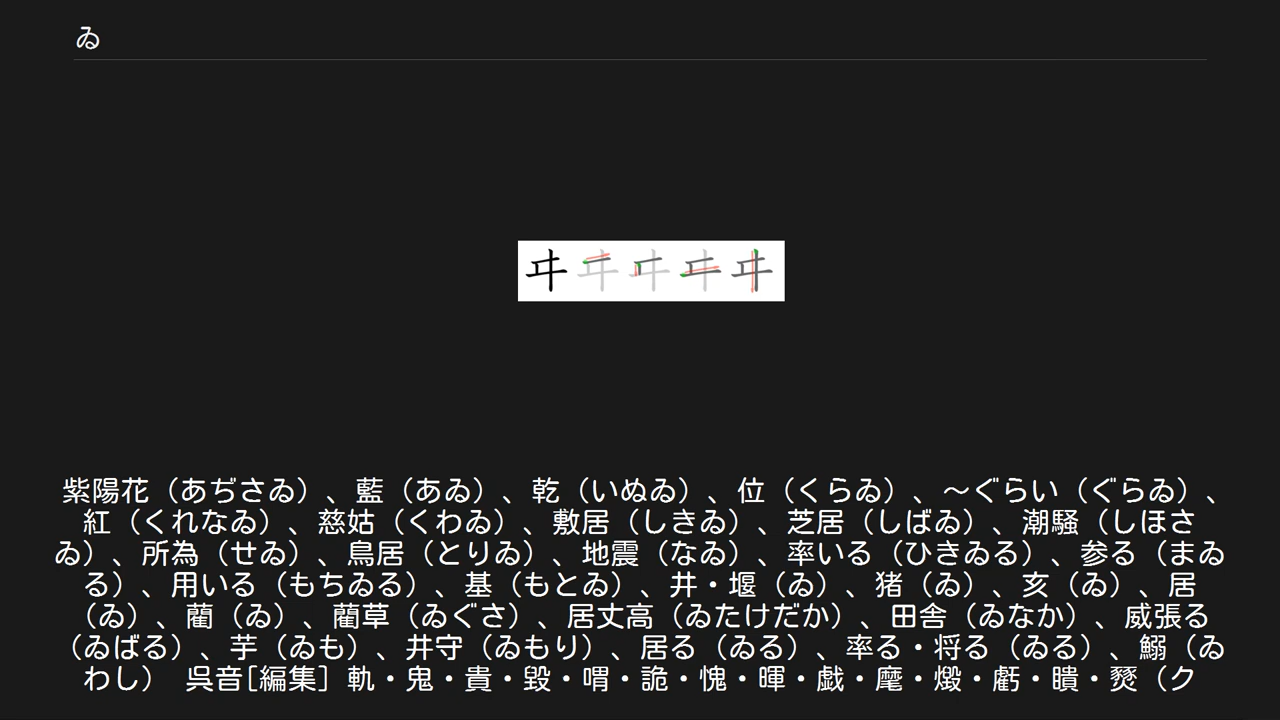 ゐ
ヰ ヰ ヰ ヰ ヰ
紫陽花（あぢさゐ）、藍（あゐ）、乾（いぬゐ）、位（くらゐ）、～ぐらい（ぐらゐ）、
紅（くれなゐ）、慈姑（くわゐ）、敷居（しきゐ）、芝居（しばゐ）、潮騒（しほさ
ゐ）、所為（せゐ）、鳥居（とりゐ）、地震（なゐ）、率いる（ひきゐる）、参る（まゐ
る）、用いる（もちゐる）、基（もとゐ）、井・堰（ゐ）、猪（ゐ）、亥（ゐ）、居
（ゐ）、藺（ゐ）、藺草（ゐぐさ）、居丈高（ゐたけだか）、田舎（ゐなか）、威張る
（ゐばる）、芋（ゐも）、井守（ゐもり）、居る（ゐる）、率る・将る（ゐる）、鰯（ゐ
わし） 呉音[編集] 軌・鬼・貴・毀・喟・詭・愧・暉・戯・麾・燬・虧・瞶・燹（ク